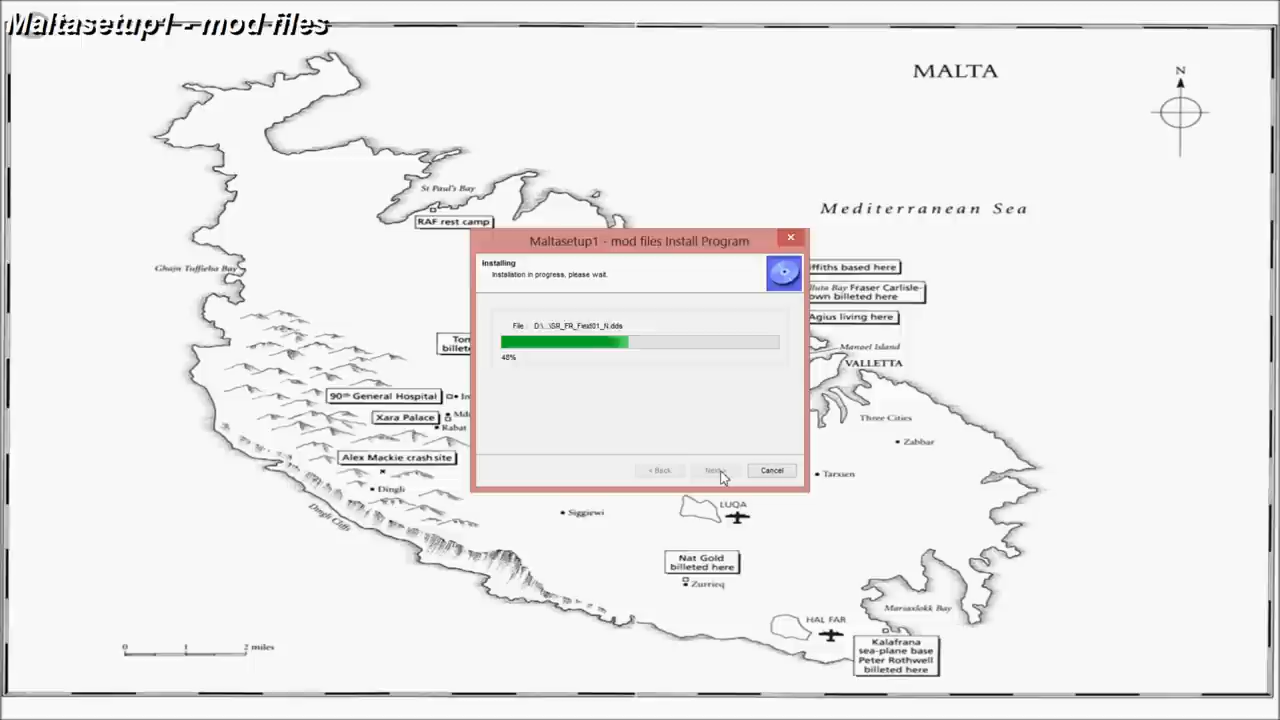 Maltasetup1 - mod files
MALTA
N
St Paul's Bay
RAF rest camp
Mediterranean Sea
Maltasetup1 - mod files Install Program
Installing
Installation in progress, please wait.
Ghajn Tuffieha Bay
ffiths based here
Bay Fraser Carlisle-
own billeted here
Agius living here
File : D:\...\SR_FR_Field01_N.dds
48%
Manoel Island
VALLETTA
90th General Hospital
Xara Palace
Rabat
Three Cities
Zabbar
Alex Mackie crash site
Tarxien
< Back
Cancel
Dingli
Dingli Cliffs
Siggiewi
LUQA
Nat Gold
billeted here
Zurrieq
Marsaxlokk Bay
HAL FAR
Kalafrana
sea-plane base
Peter Rothwell
billeted here
0 1 2 miles